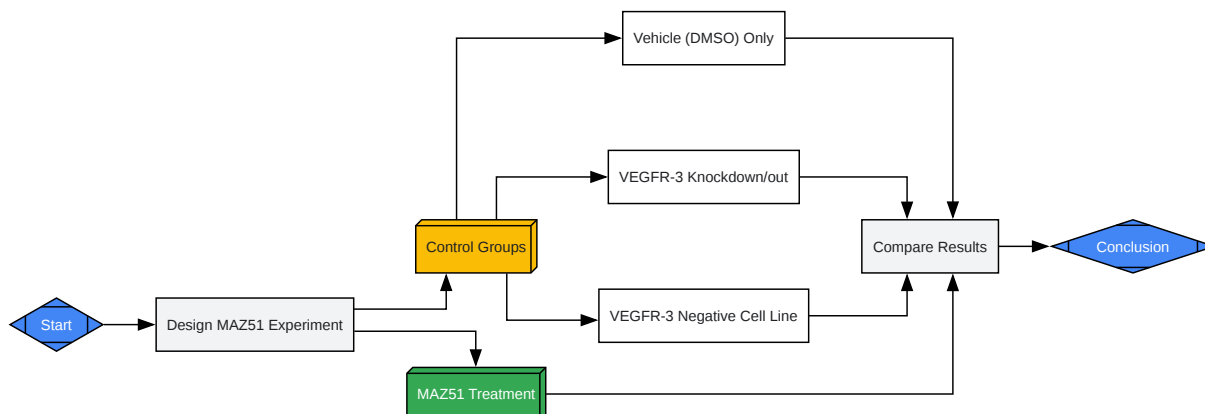 Vehicle (DMSO) Only
VEGFR-3 Knockdown/out
Control Groups
Compare Results
Conclusion
Start
Design MAZ51 Experiment
VEGFR-3 Negative Cell Line
MAZ51 Treatment